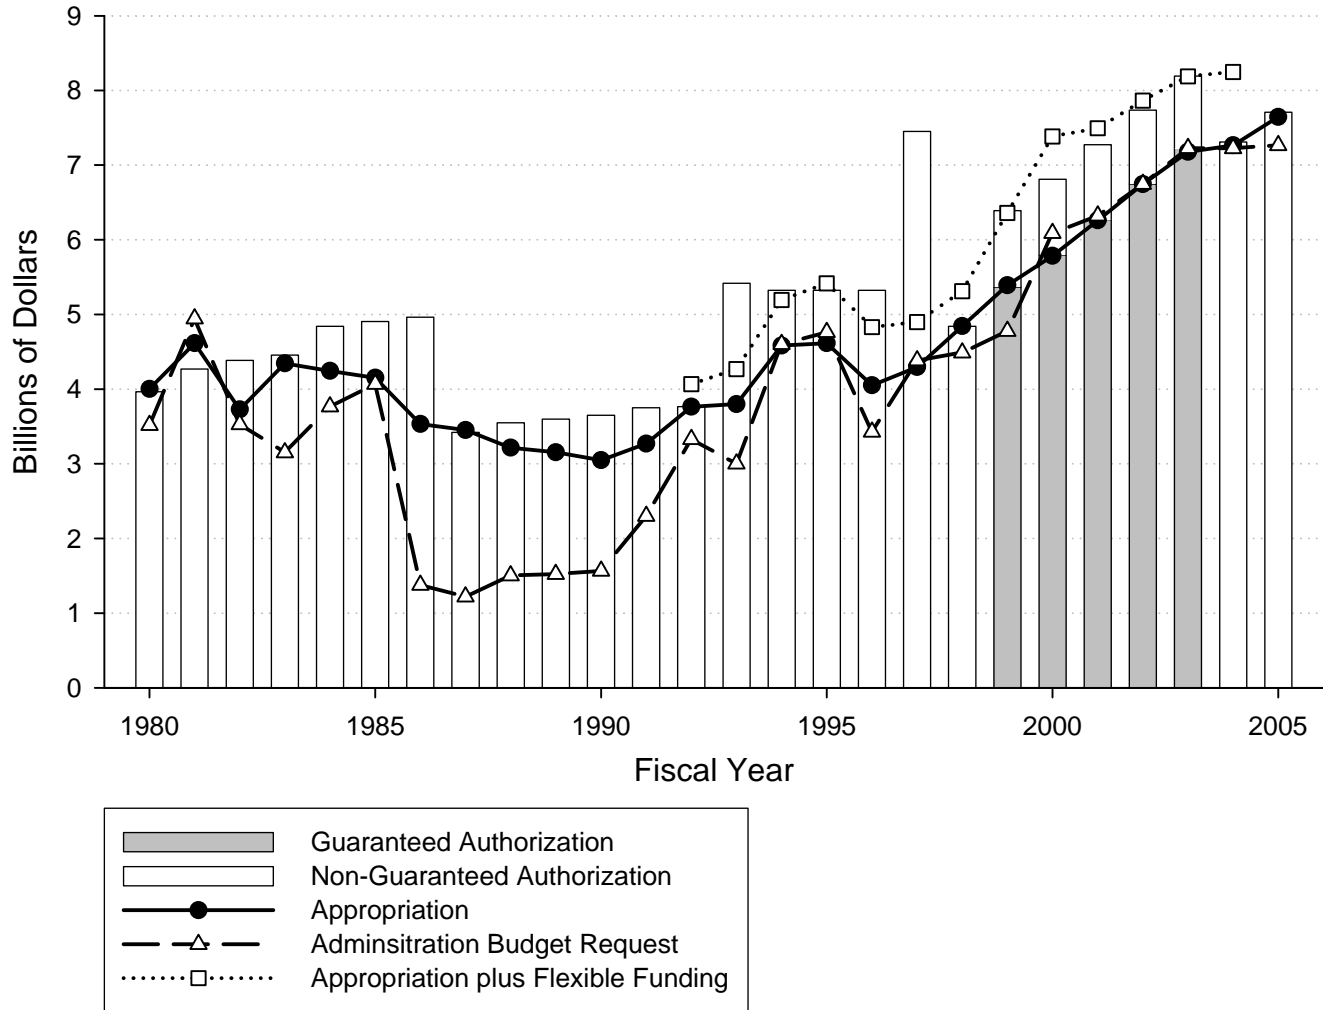 9
8
7
6
5
4
3
2
1
0
Billions of Dollars
1980 1985 1990 1995 2000 2005
Fiscal Year
Guaranteed Authorization
Non-Guaranteed Authorization
Appropriation
Adminsitration Budget Request
Appropriation plus Flexible Funding